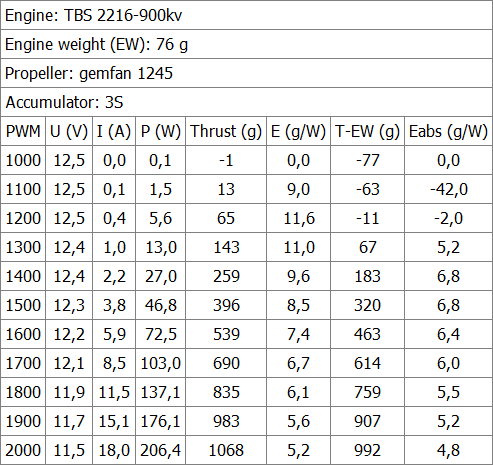 Engine: TBS 2216-900kv
Engine weight (EW): 76 g
Propeller: gemfan 1245
Accumulator: 3S
PWM U (V) I (A) P (W) Thrust (g) E (g/W) T-EW (g) Eabs (g/W)
1000 12,5 0,0 0,1 -1 0,0 -77 0,0
1100 12,5 0,1 1,5 13 9,0 -63 -42,0
1200 12,5 0,4 5,6 65 11,6 -11 -2,0
1300 12,4 1,0 13,0 143 11,0 67 5,2
1400 12,4 2,2 27,0 259 9,6 183 6,8
1500 12,3 3,8 46,8 396 8,5 320 6,8
1600 12,2 5,9 72,5 539 7,4 463 6,4
1700 12,1 8,5 103,0 690 6,7 614 6,0
1800 11,9 11,5 137,1 835 6,1 759 5,5
1900 11,7 15,1 176,1 983 5,6 907 5,2
2000 11,5 18,0 206,4 1068 5,2 992 4,8